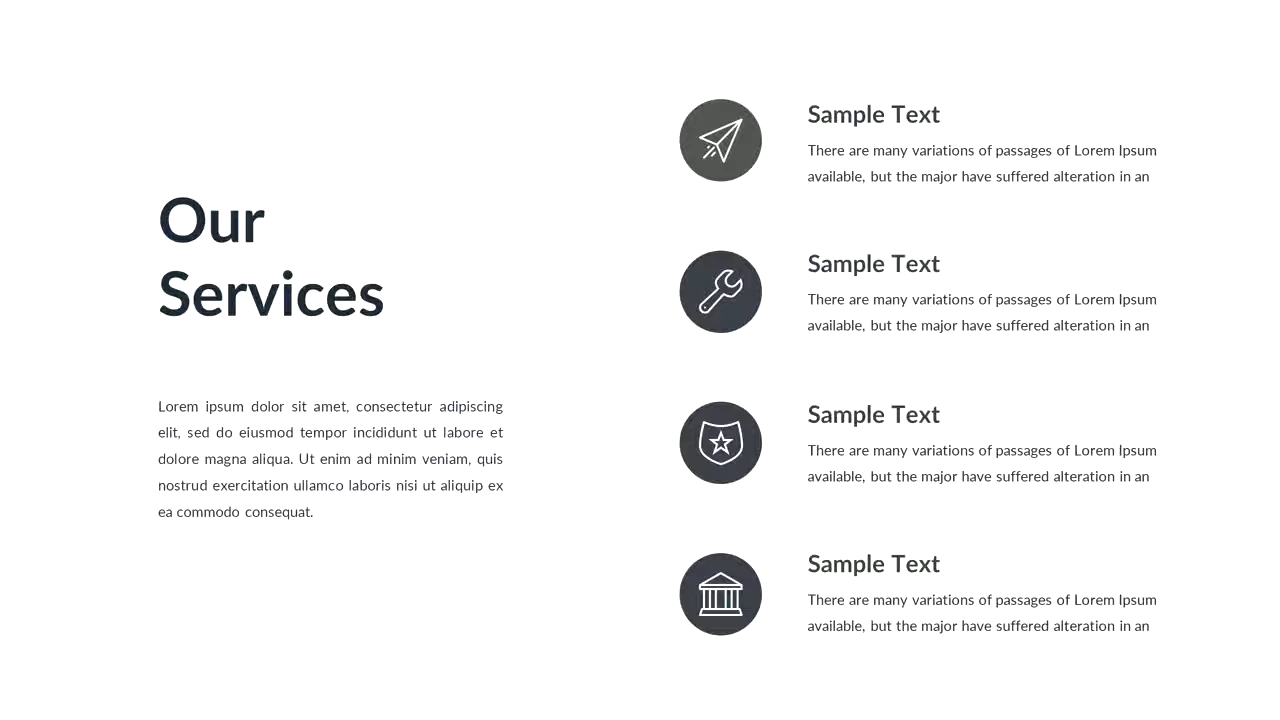 Our
Services
Lorem ipsum dolor sit amet, consectetur adipiscing
elit, sed do eiusmod tempor incididunt ut labore et
dolore magna aliqua. Ut enim ad minim veniam, quis
nostrud exercitation ullamco laboris nisi ut aliquip ex
ea commodo consequat.
Sample Text
There are many variations of passages of Lorem Ipsum
available, but the major have suffered alteration in an
Sample Text
There are many variations of passages of Lorem Ipsum
available, but the major have suffered alteration in an
Sample Text
There are many variations of passages of Lorem Ipsum
available, but the major have suffered alteration in an
Sample Text
There are many variations of passages of Lorem Ipsum
available, but the major have suffered alteration in an